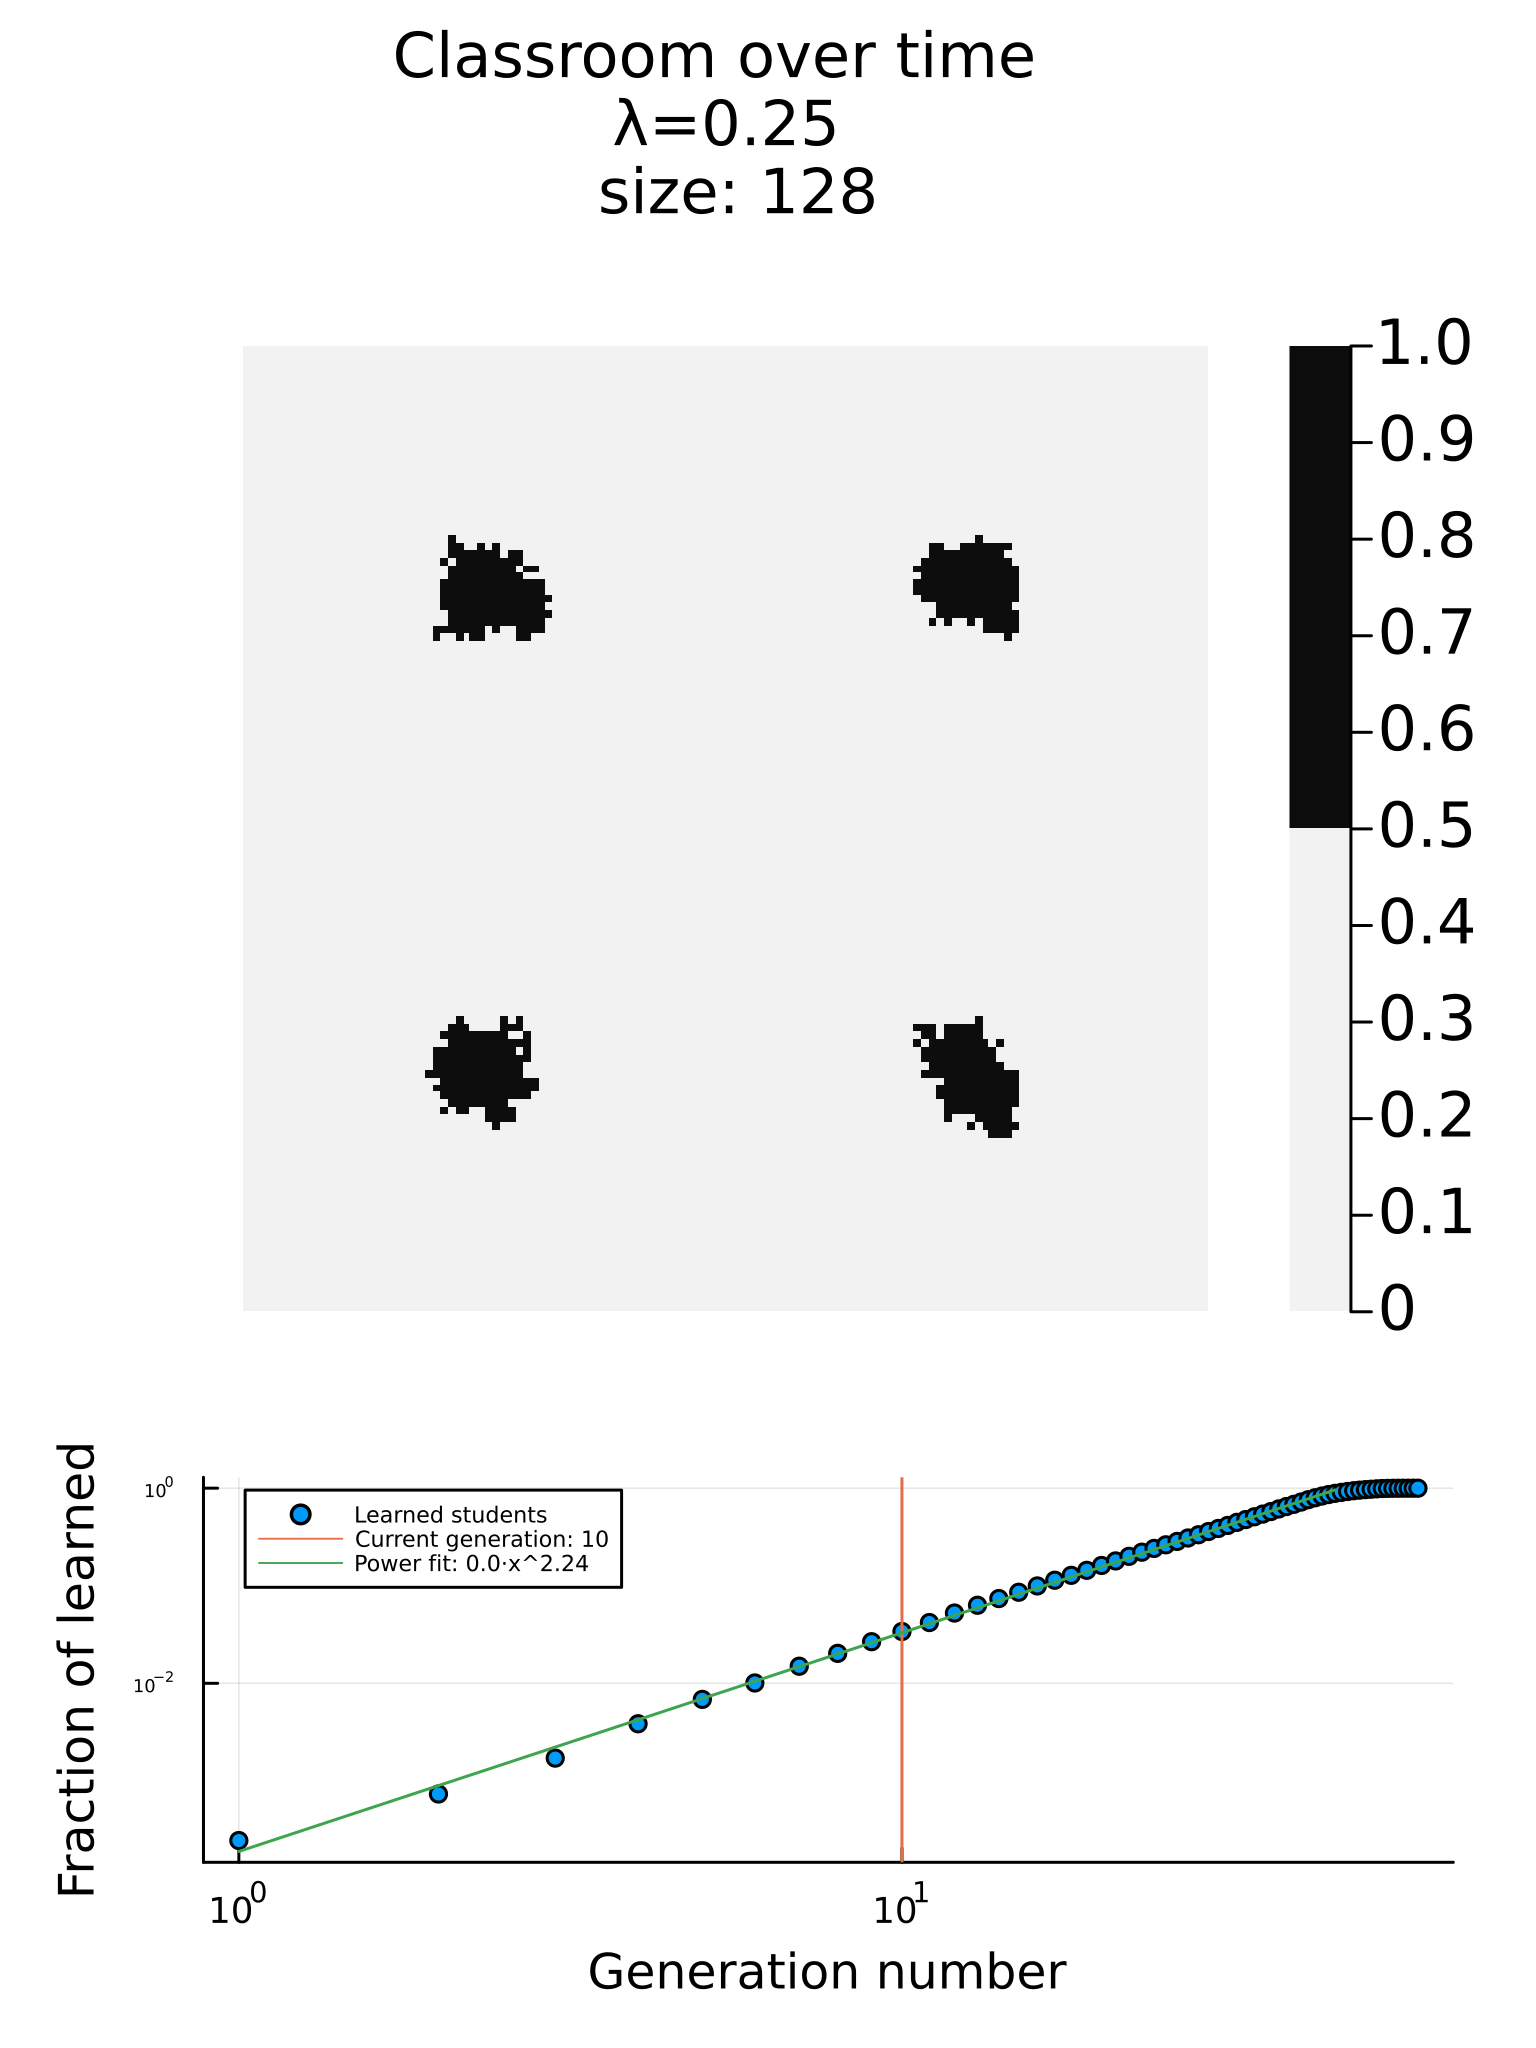 Classroom over time
λ=0.25
size: 128
1.0
0.9
0.8
0.7
0.6
0.5
0.4
0.3
0.2
0.1
0
Fraction of learned
10⁰
10⁻²
Learned students
Current generation: 10
Power fit: 0.0·x^2.24
10⁰
10¹
Generation number